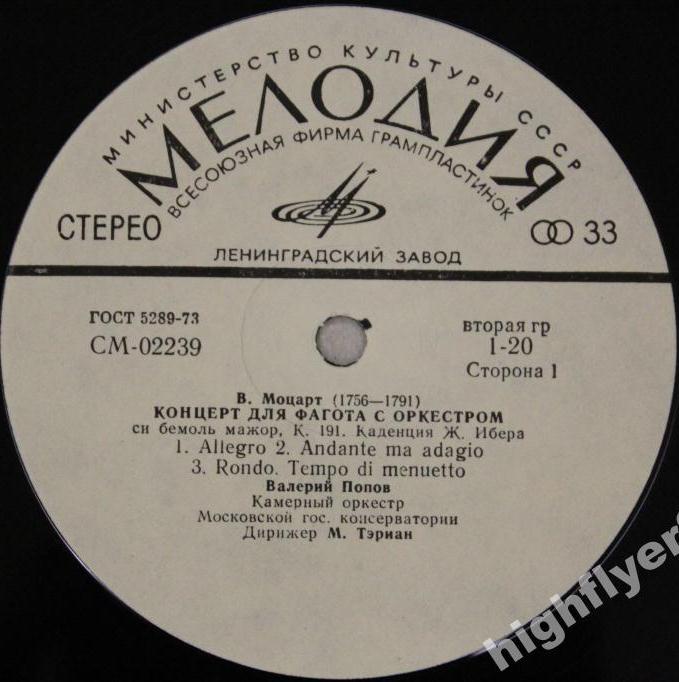 МИНИСТЕРСТВО КУЛЬТУРЫ СССР
МЕЛОДИЯ
ВСЕСОЮЗНАЯ ФИРМА ГРАМПЛАСТИНОК
СТЕРЕО
33
ЛЕНИНГРАДСКИЙ ЗАВОД
ГОСТ 5289-73
СМ-02239
вторая гр
1-20
Сторона 1
В. Моцарт (1756—1791)
КОНЦЕРТ ДЛЯ ФАГОТА С ОРКЕСТРОМ
си бемоль мажор, К. 191. Каденция Ж. Ибера
1. Allegro 2. Andante ma adagio
3. Rondo. Tempo di menuetto
Валерий Попов
Камерный оркестр
Московской гос. консерватории
Дирижер М. Тэриан